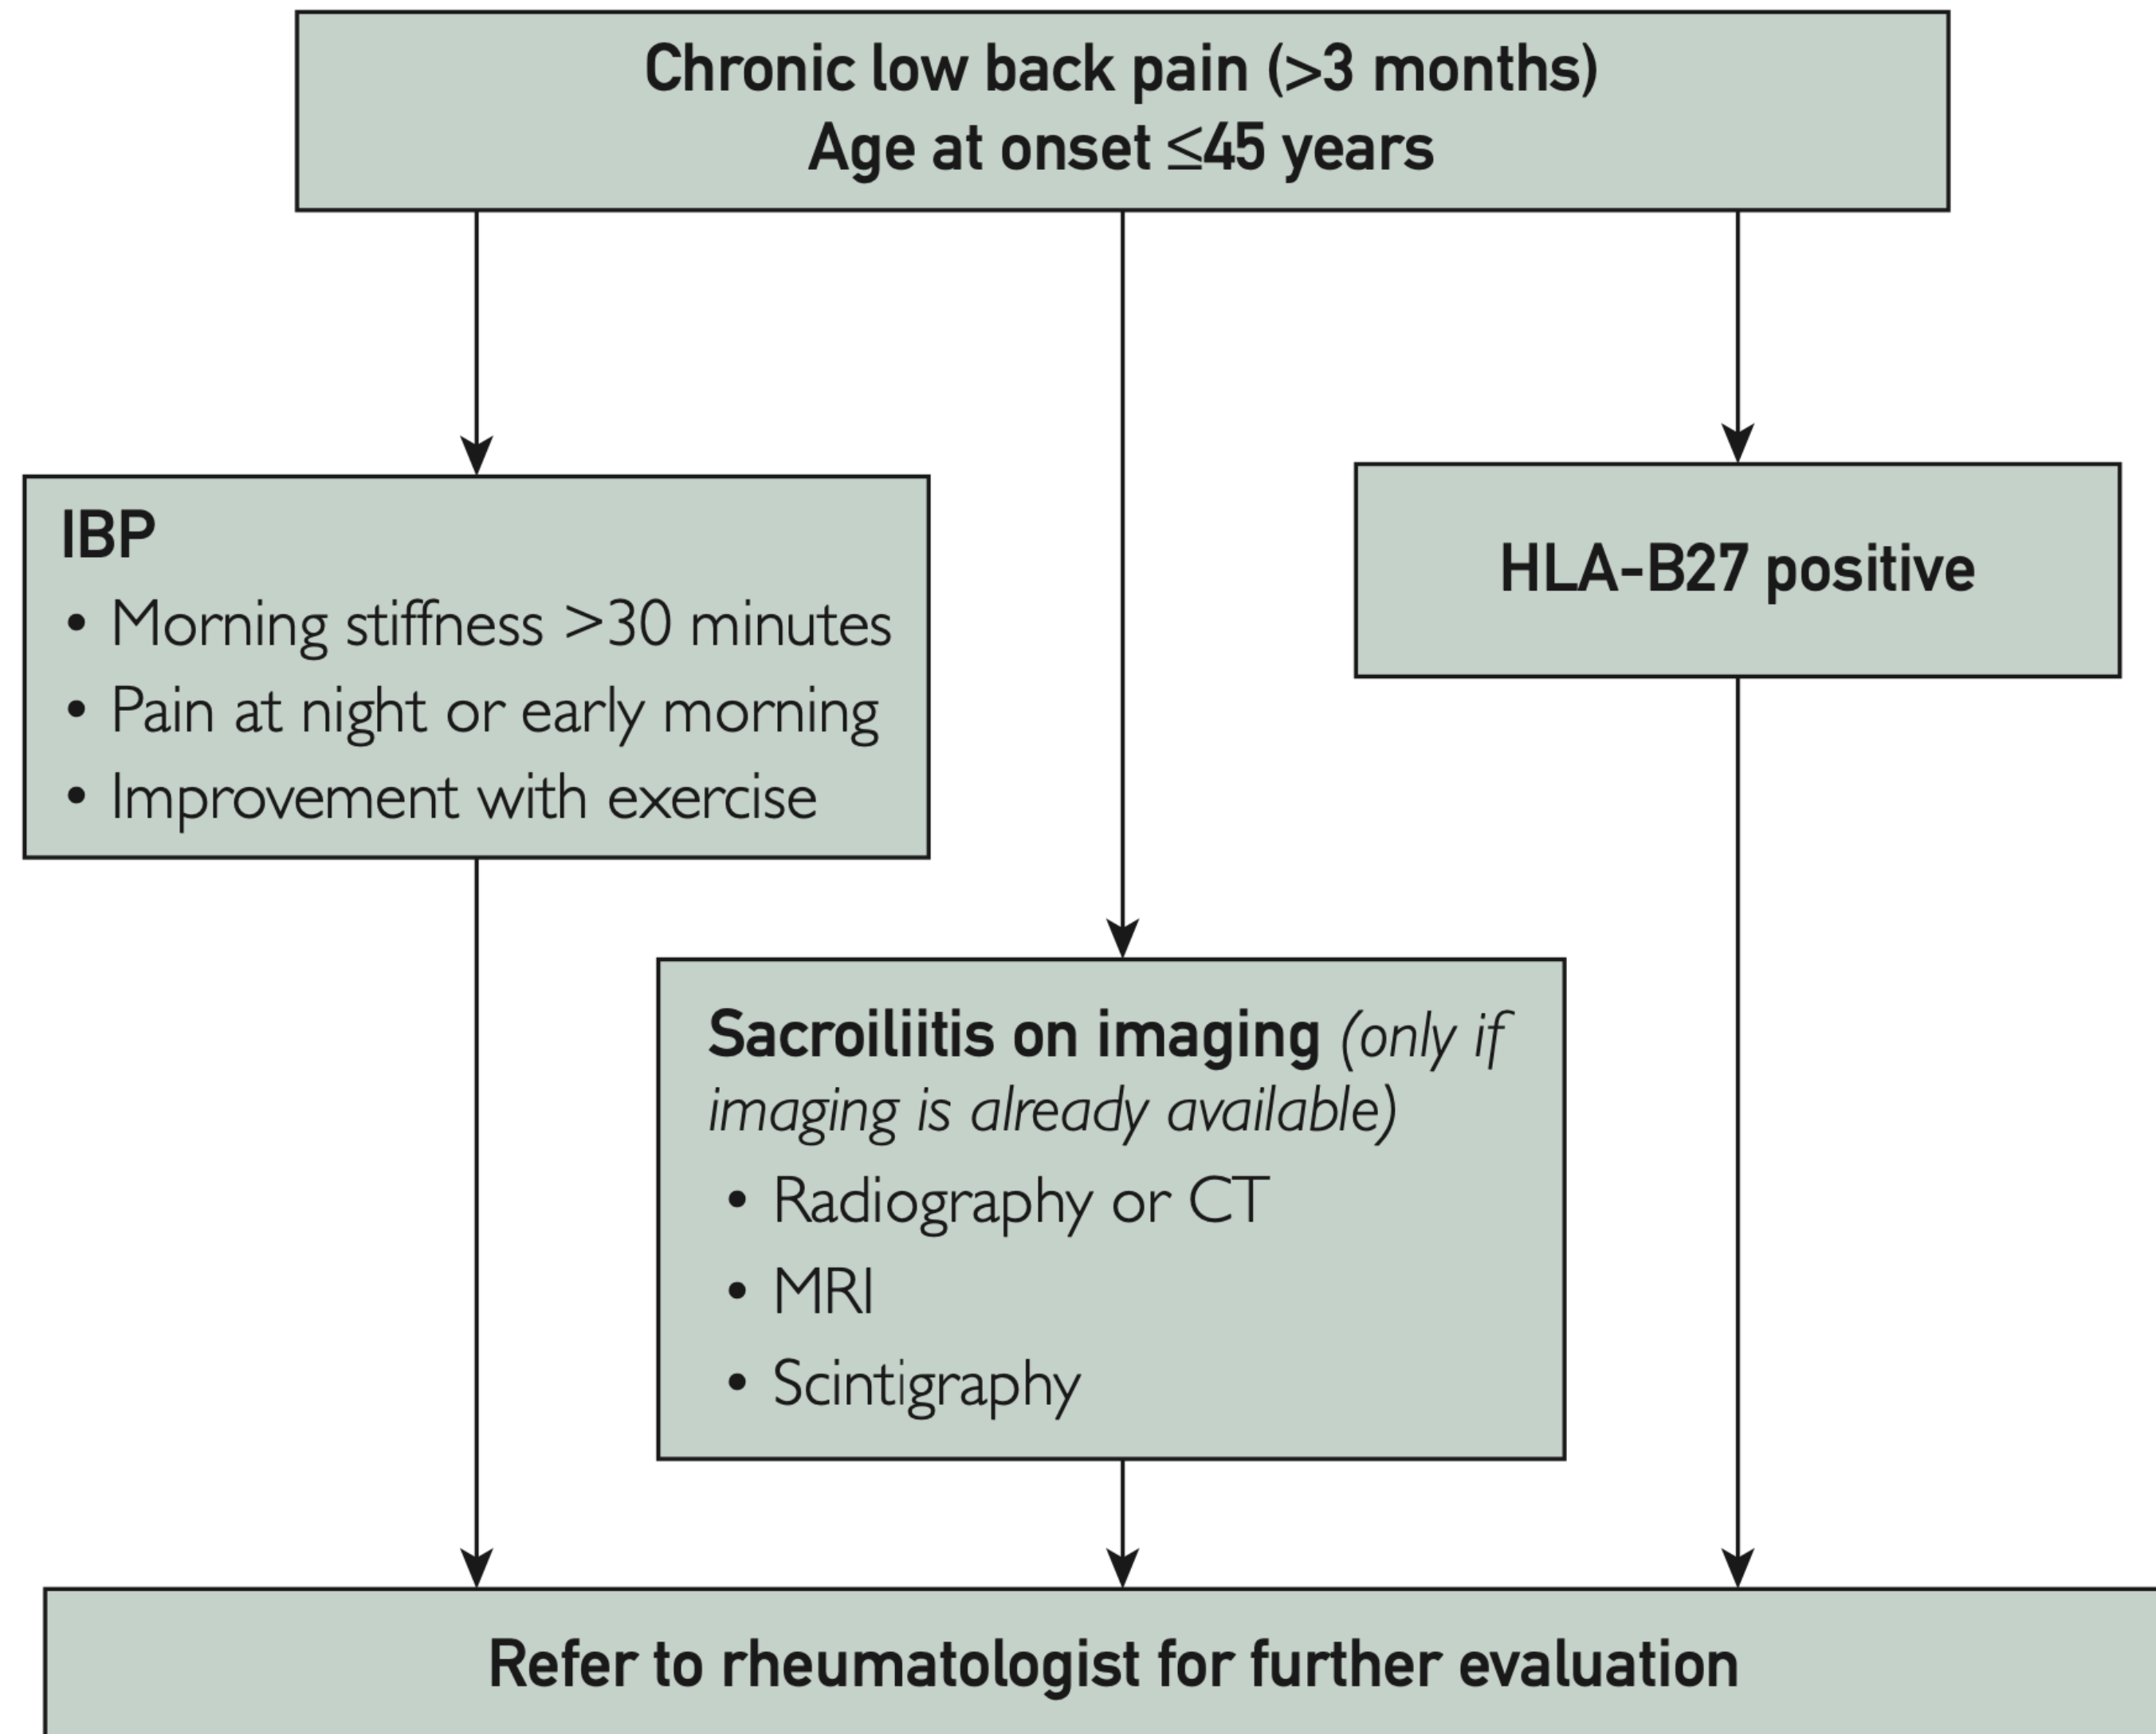 Chronic low back pain (>3 months)
Age at onset ≤45 years
IBP
• Morning stiffness >30 minutes
• Pain at night or early morning
• Improvement with exercise
HLA-B27 positive
Sacroiliitis on imaging (only if
imaging is already available)
• Radiography or CT
• MRI
• Scintigraphy
Refer to rheumatologist for further evaluation